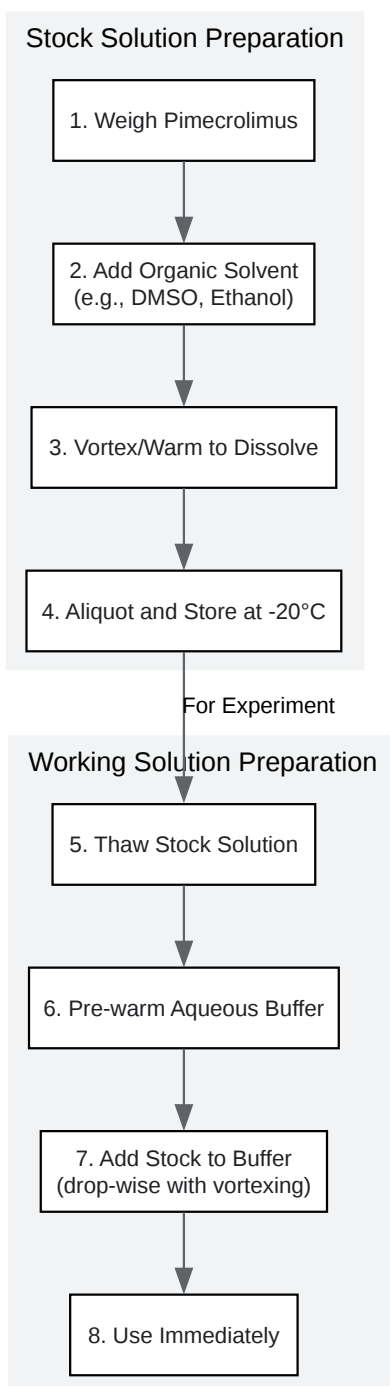 Stock Solution Preparation
1. Weigh Pimecrolimus
2. Add Organic Solvent
(e.g., DMSO, Ethanol)
3. Vortex/Warm to Dissolve
4. Aliquot and Store at -20°C
For Experiment
Working Solution Preparation
5. Thaw Stock Solution
6. Pre-warm Aqueous Buffer
7. Add Stock to Buffer
(drop-wise with vortexing)
8. Use Immediately